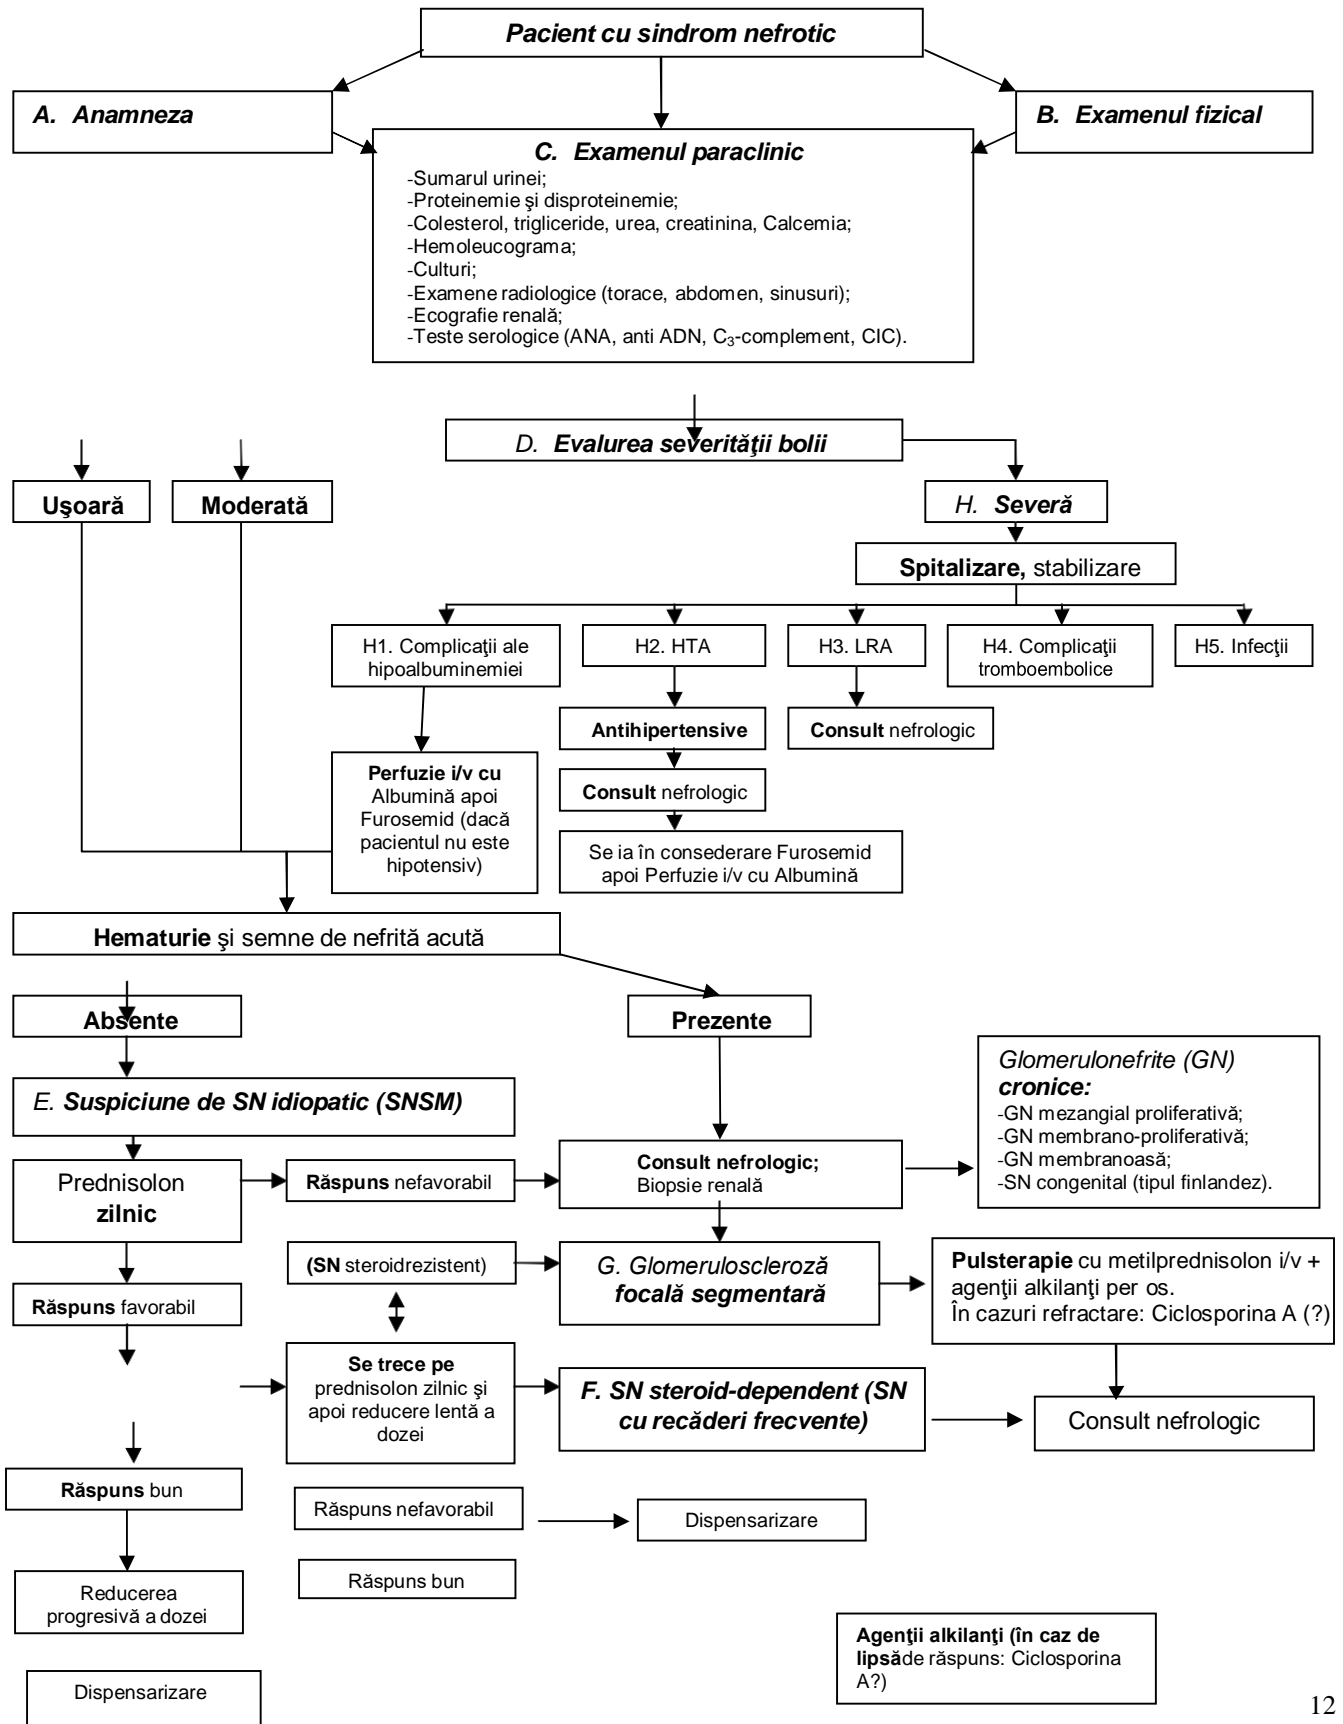 Pacient cu sindrom nefrotic
A. Anamneza
B. Examenul fizical
C. Examenul paraclinic
-Sumarul urinei;
-Proteinemie şi disproteinemie;
-Colesterol, trigliceride, urea, creatinina, Calcemia;
-Hemoleucograma;
-Culturi;
-Examene radiologice (torace, abdomen, sinusuri);
-Ecografie renală;
-Teste serologice (ANA, anti ADN, C₃-complement, CIC).
D. Evalurea severităţii bolii
Uşoară
Moderată
H. Severă
Spitalizare, stabilizare
H1. Complicaţii ale
hipoalbuminemiei
H2. HTA
H3. LRA
H4. Complicaţii
tromboembolice
H5. Infecţii
Antihipertensive
Consult nefrologic
Perfuzie i/v cu
Albumină apoi
Furosemid (dacă
pacientul nu este
hipotensiv)
Consult nefrologic
Se ia în consederare Furosemid
apoi Perfuzie i/v cu Albumină
Hematurie şi semne de nefrită acută
Absente
Prezente
Glomerulonefrite (GN)
cronice:
-GN mezangial proliferativă;
-GN membrano-proliferativă;
-GN membranoasă;
-SN congenital (tipul finlandez).
E. Suspiciune de SN idiopatic (SNSM)
Prednisolon
zilnic
Răspuns nefavorabil
Consult nefrologic;
Biopsie renală
(SN steroidrezistent)
G. Glomeruloscleroză
focală segmentară
Pulsterapie cu metilprednisolon i/v +
agenţii alkilanţi per os.
În cazuri refractare: Ciclosporina A (?)
Răspuns favorabil
Se trece pe
prednisolon zilnic şi
apoi reducere lentă a
dozei
F. SN steroid-dependent (SN
cu recăderi frecvente)
Consult nefrologic
Răspuns bun
Răspuns nefavorabil
Dispensarizare
Răspuns bun
Reducerea
progresivă a dozei
Agenţii alkilanţi (în caz de
lipsăde răspuns: Ciclosporina
A?)
Dispensarizare
12